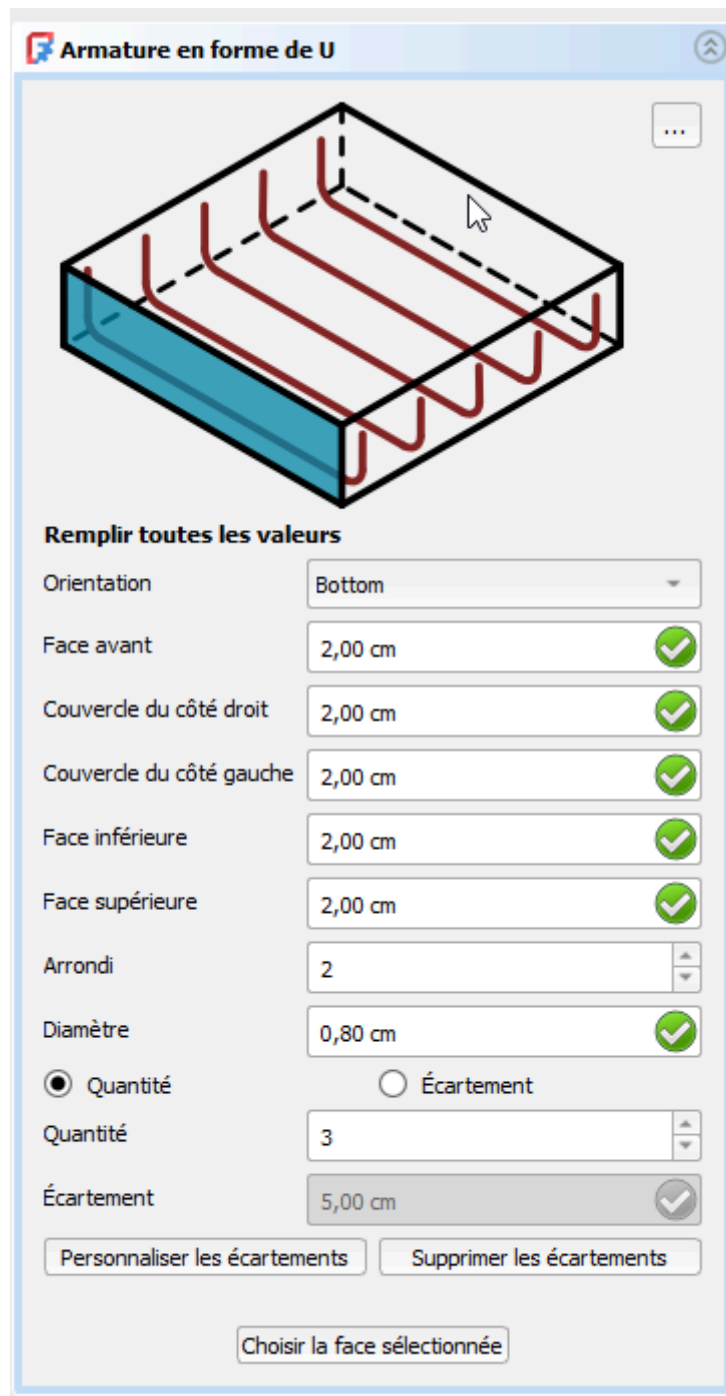 Armature en forme de U
...
Remplir toutes les valeurs
Orientation Bottom
Face avant 2,00 cm
Couvercle du côté droit 2,00 cm
Couvercle du côté gauche 2,00 cm
Face inférieure 2,00 cm
Face supérieure 2,00 cm
Arrondi 2
Diamètre 0,80 cm
Quantité Écartement
Quantité 3
Écartement 5,00 cm
Personnaliser les écartements Supprimer les écartements
Choisir la face sélectionnée